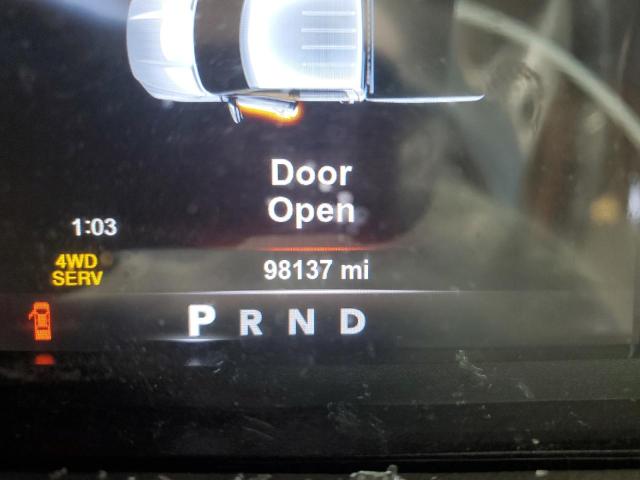 Door
Open
1:03
4WD
SERV
98137 mi
P R N D